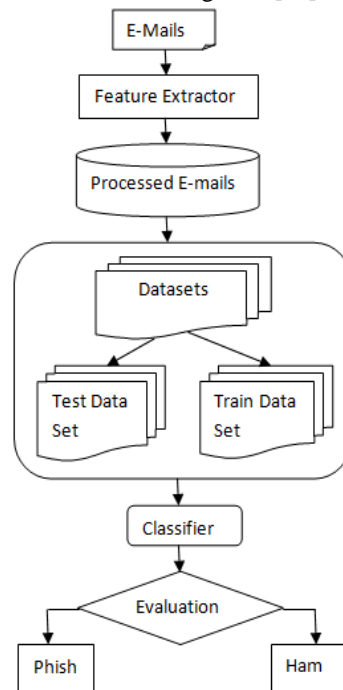 E-Mails
Feature Extractor
Processed E-mails
Datasets
Test Data
Set
Train Data
Set
Classifier
Evaluation
Phish
Ham